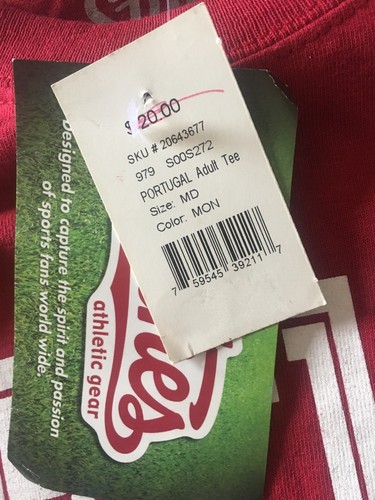 $20.00
SKU # 20643677
979 S00S272
PORTUGAL Adult Tee
Size: MD
Color: MON
7 59545 39211 7
athletic gear
Designed to capture the spirit and passion
of sports fans world wide.